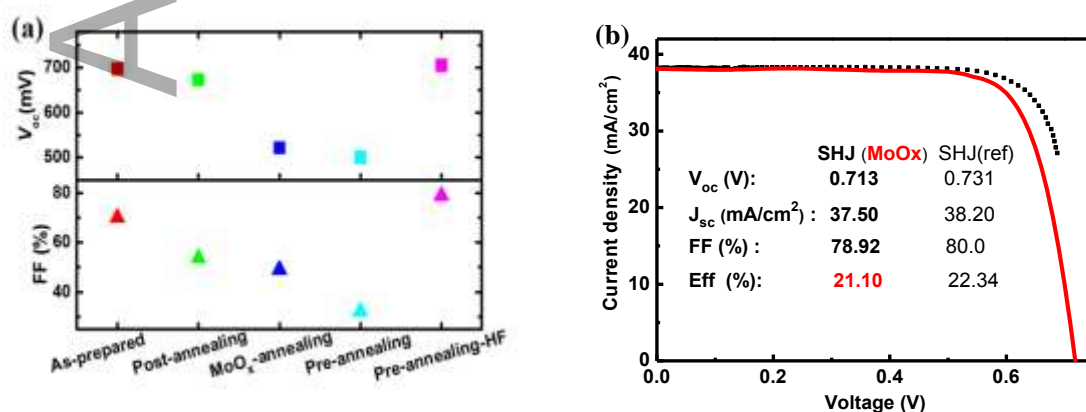 (a)
A
V_oc (mV)
700
600
500
FF (%)
80
60
40
As-prepared
Post-annealing
MoO_x-annealing
Pre-annealing
Pre-annealing-HF
(b)
Current density (mA/cm²)
40
30
20
10
0
SHJ (MoOx) SHJ(ref)
V_oc (V): 0.713 0.731
J_sc (mA/cm²) : 37.50 38.20
FF (%) : 78.92 80.0
Eff (%): 21.10 22.34
0.0 0.2 0.4 0.6
Voltage (V)